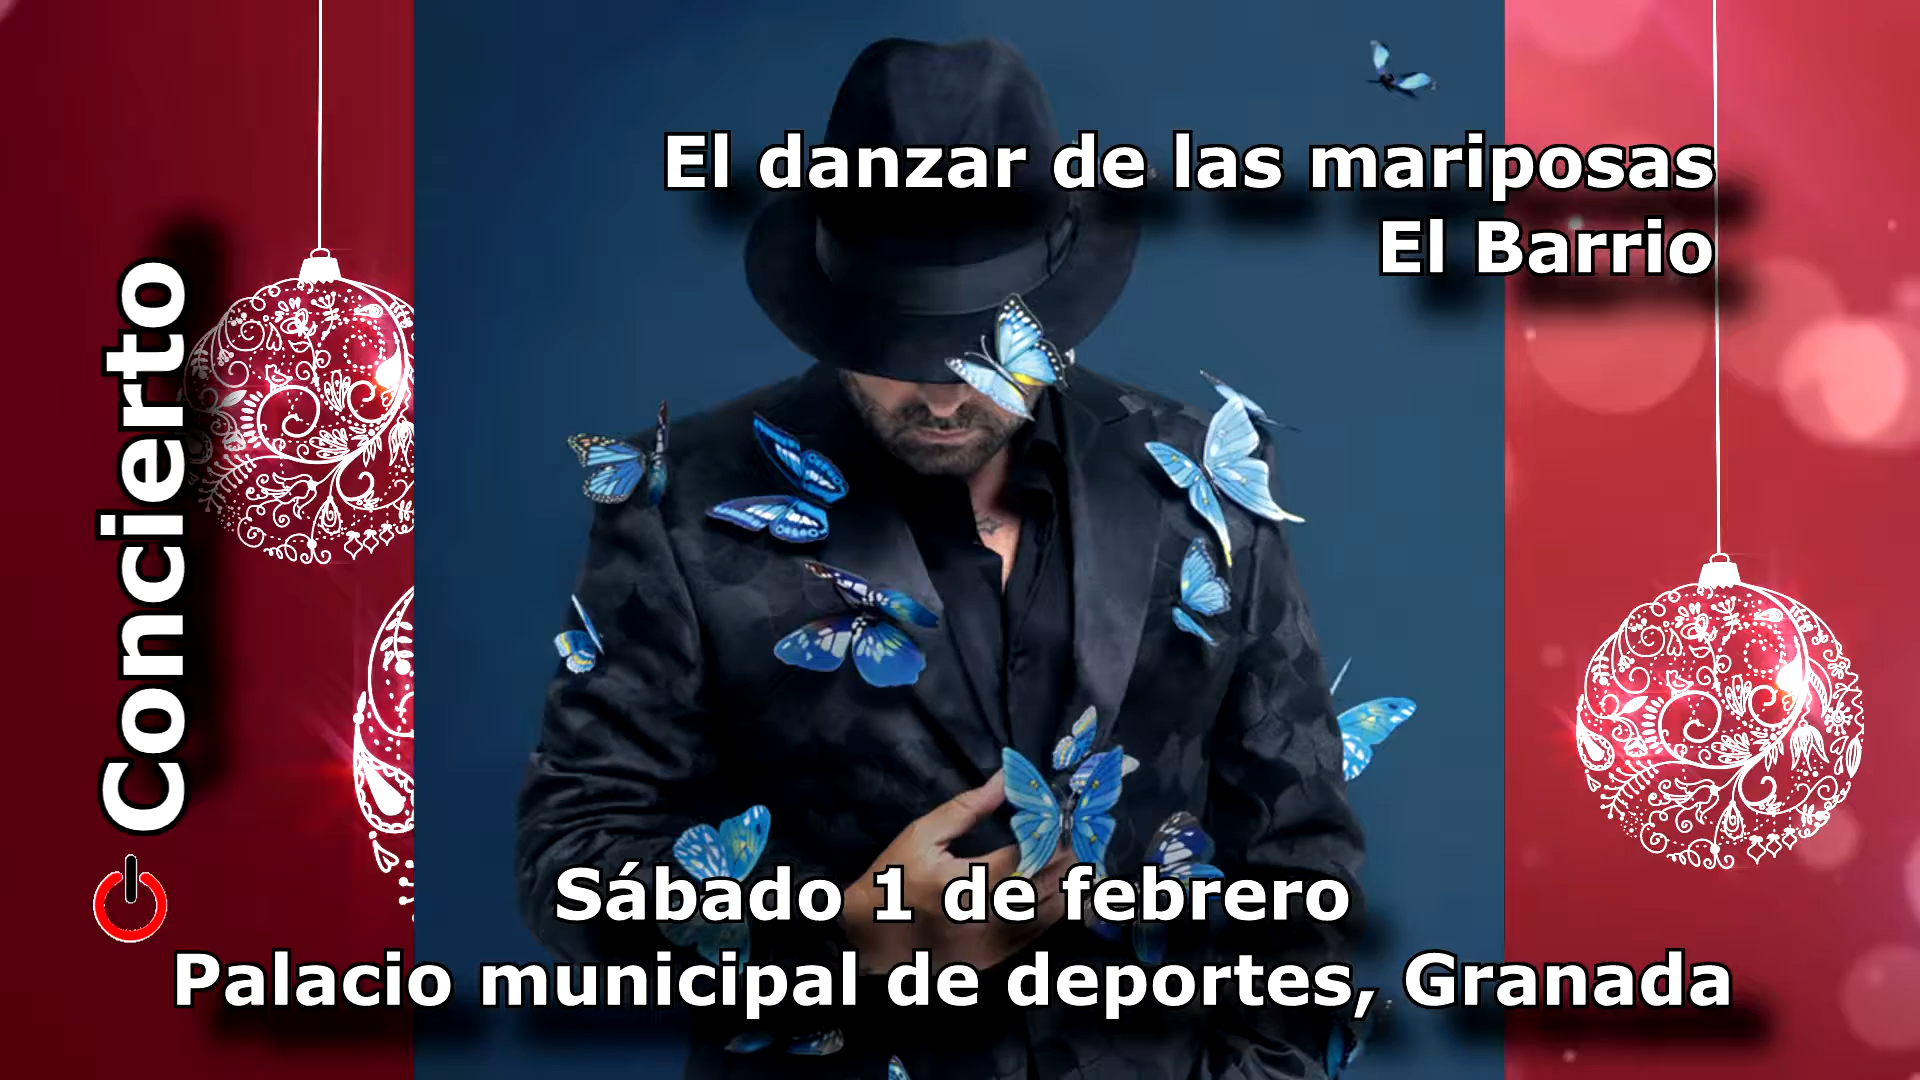 El danzar de las mariposas
El Barrio
Concierto
Sábado 1 de febrero
Palacio municipal de deportes, Granada